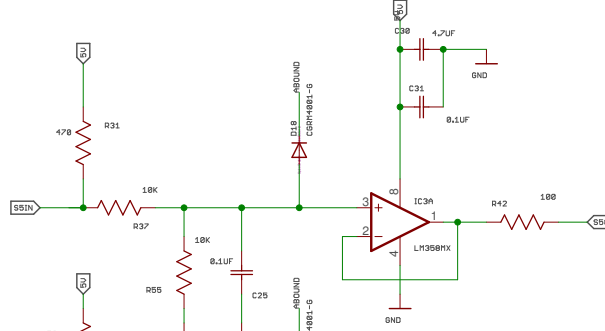 5V
C30
4.7UF
GND
C31
0.1UF
5V
ABOUND
CGRM4001-G
D18
470
R31
S5IN
10K
R37
3
8
IC3A
+
1
2
-
4
LM358MX
R42
100
10K
R55
0.1UF
C25
GND
5V
ABOUND